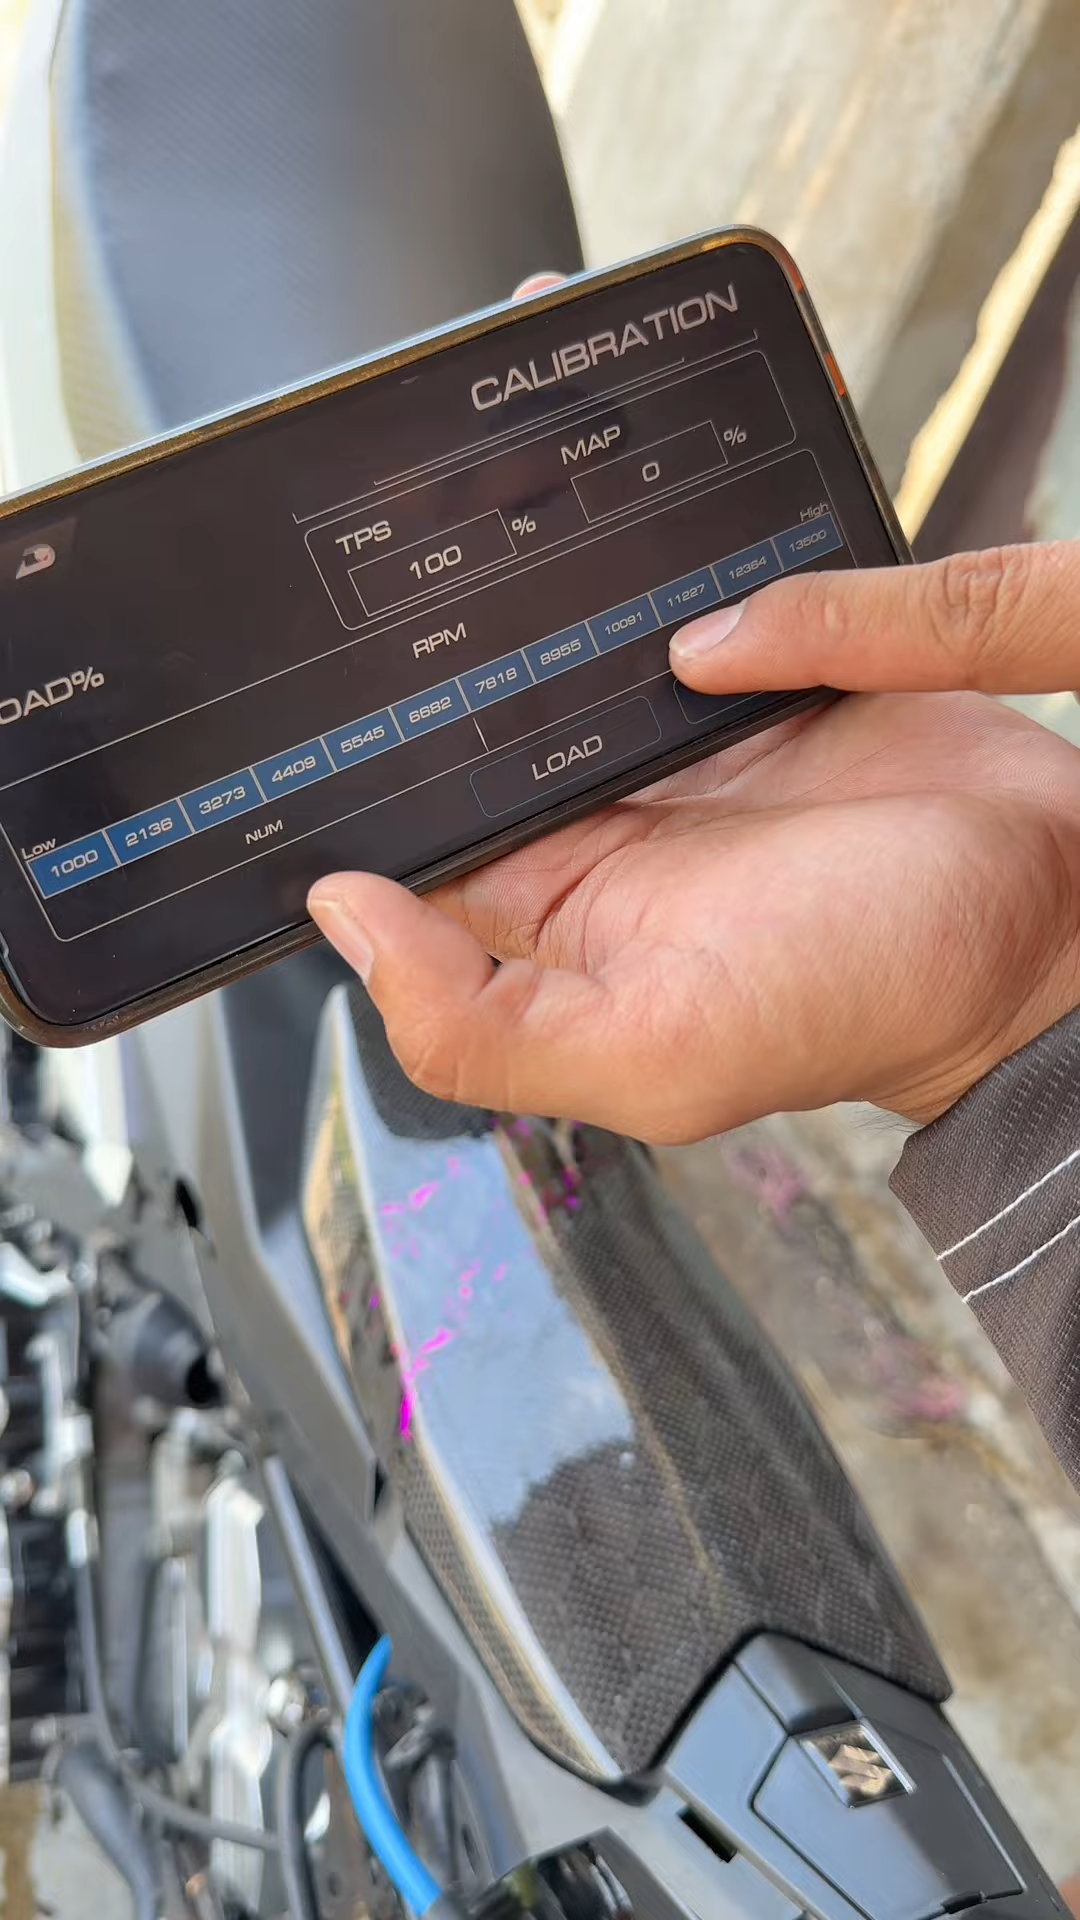 CALIBRATION
TPS
100
%
MAP
0
%
OAD%
RPM
Low
High
1000 2136 3273 4409 5545 6682 7818 8955 10091 11227 12364 13500
NUM
LOAD